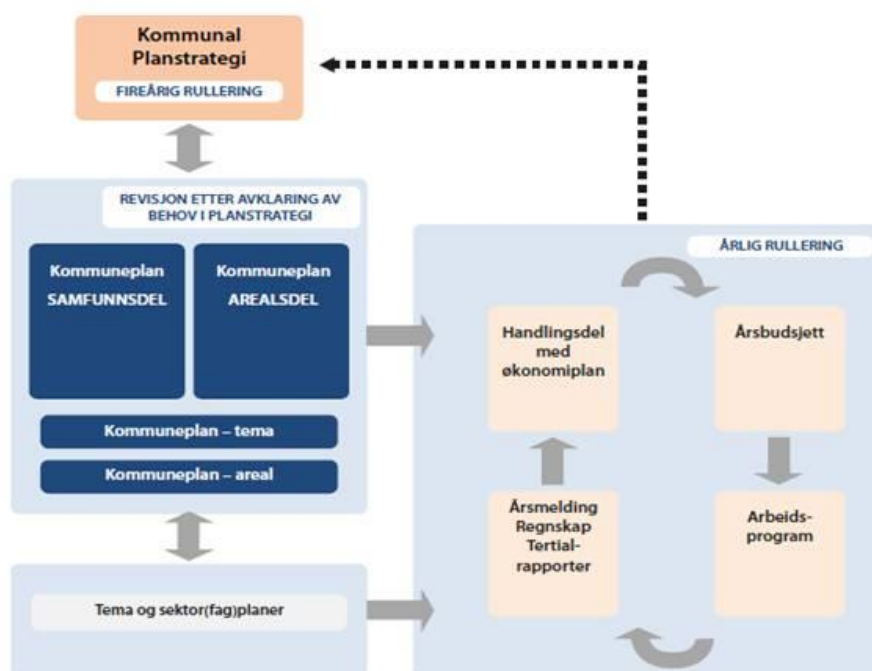 Kommunal
Planstrategi
FIREÅRIG RULLERING
REVISJON ETTER AVKLARING AV
BEHOV I PLANSTRATEGI
Kommuneplan
SAMFUNNSDEL
Kommuneplan
AREALSDEL
Kommuneplan – tema
Kommuneplan – areal
Tema og sektor(fag)planer
ÅRLIG RULLERING
Handlingsdel
med
økonomiplan
Årsbudsjett
Årsmelding
Regnskap
Tertial-
rapporter
Arbeids-
program